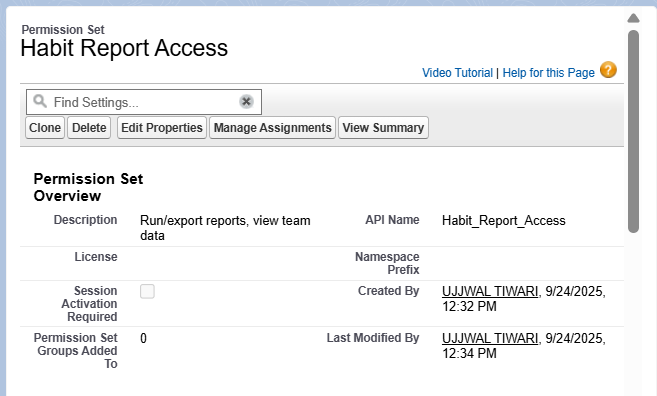 Permission Set
Habit Report Access
Video Tutorial | Help for this Page ?
Find Settings...
Clone Delete Edit Properties Manage Assignments View Summary
Permission Set
Overview
Description Run/export reports, view team
data
API Name Habit_Report_Access
License
Namespace
Prefix
Session
Activation
Required
Created By UJJWAL TIWARI, 9/24/2025,
12:32 PM
Permission Set
Groups Added
To
0
Last Modified By UJJWAL TIWARI, 9/24/2025,
12:34 PM